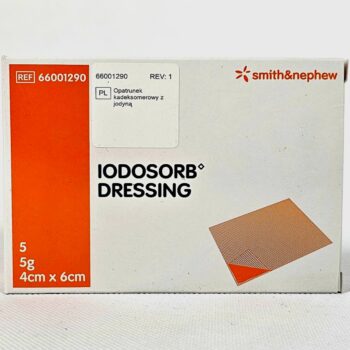 REF 66001290
66001290 REV: 1
PL Opatrunek
kadeksomerowy z
jodyną
smith&nephew
IODOSORB◊
DRESSING
5
5g
4cm x 6cm